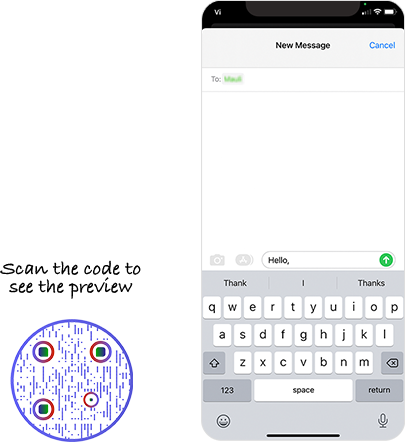 Vi
New Message
Cancel
To: Mauli
Scan the code to
see the preview
Hello,
Thank
I
Thanks
q w e r t y u i o p
a s d f g h j k l
z x c v b n m
123
space
return